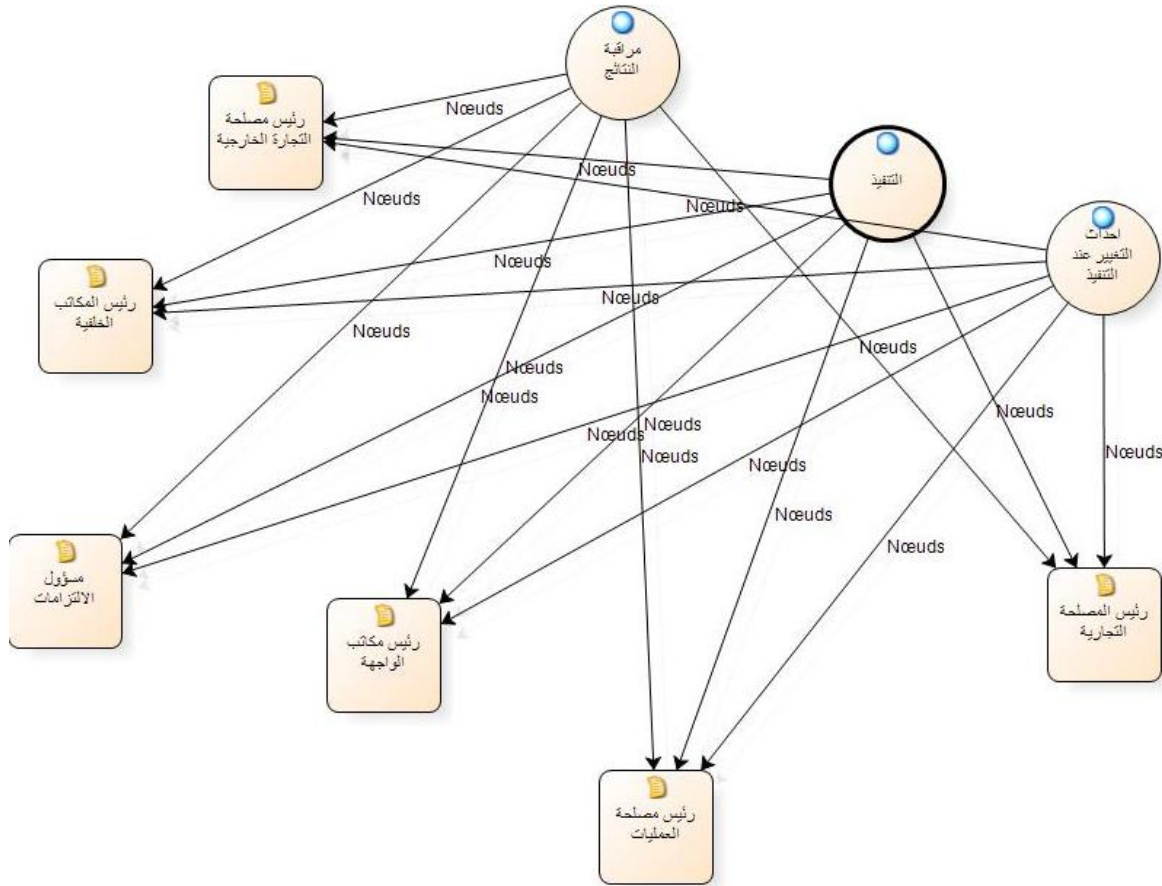 مراقبة
النتائج
رئيس مصلحة
التجارة الخارجية
Nœuds
Nœuds
التنفيذ
Nœuds
Nœuds
احداث
التغيير عند
التنفيذ
Nœuds
رئيس المكاتب
الخلفية
Nœuds
Nœuds
Nœuds
Nœuds
Nœuds
Nœuds
Nœuds
Nœuds
Nœuds
Nœuds
Nœuds
Nœuds
Nœuds
Nœuds
مسؤول
الالتزامات
رئيس مكاتب
الواجهة
رئيس المصلحة
التجارية
رئيس مصلحة
العمليات